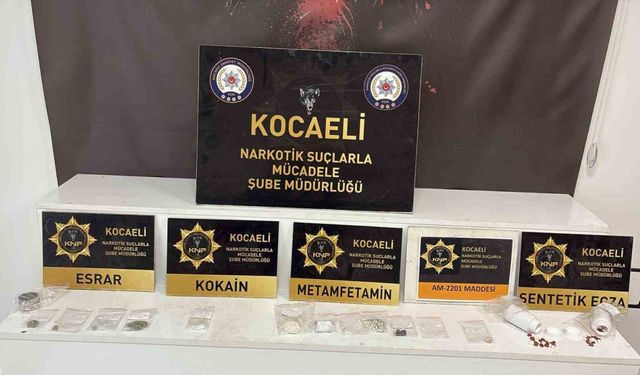 KOCAELİ
NARKOTİK SUÇLARLA
MÜCADELE
ŞUBE MÜDÜRLÜĞÜ
KNP
KOCAELİ
NARKOTİK SUÇLARLA
MÜCADELE
ŞUBE MÜDÜRLÜĞÜ
ESRAR
KNP
KOCAELİ
NARKOTİK SUÇLARLA
MÜCADELE
ŞUBE MÜDÜRLÜĞÜ
KOKAİN
KNP
KOCAELİ
NARKOTİK SUÇLARLA
MÜCADELE
ŞUBE MÜDÜRLÜĞÜ
METAMFETAMİN
KNP
KOCAELİ
NARKOTİK SUÇLARLA
MÜCADELE
ŞUBE MÜDÜRLÜĞÜ
AM-2201 MADDESİ
KNP
KOCAELİ
NARKOTİK SUÇLARLA
MÜCADELE
ŞUBE MÜDÜRLÜĞÜ
SENTETİK ECZA